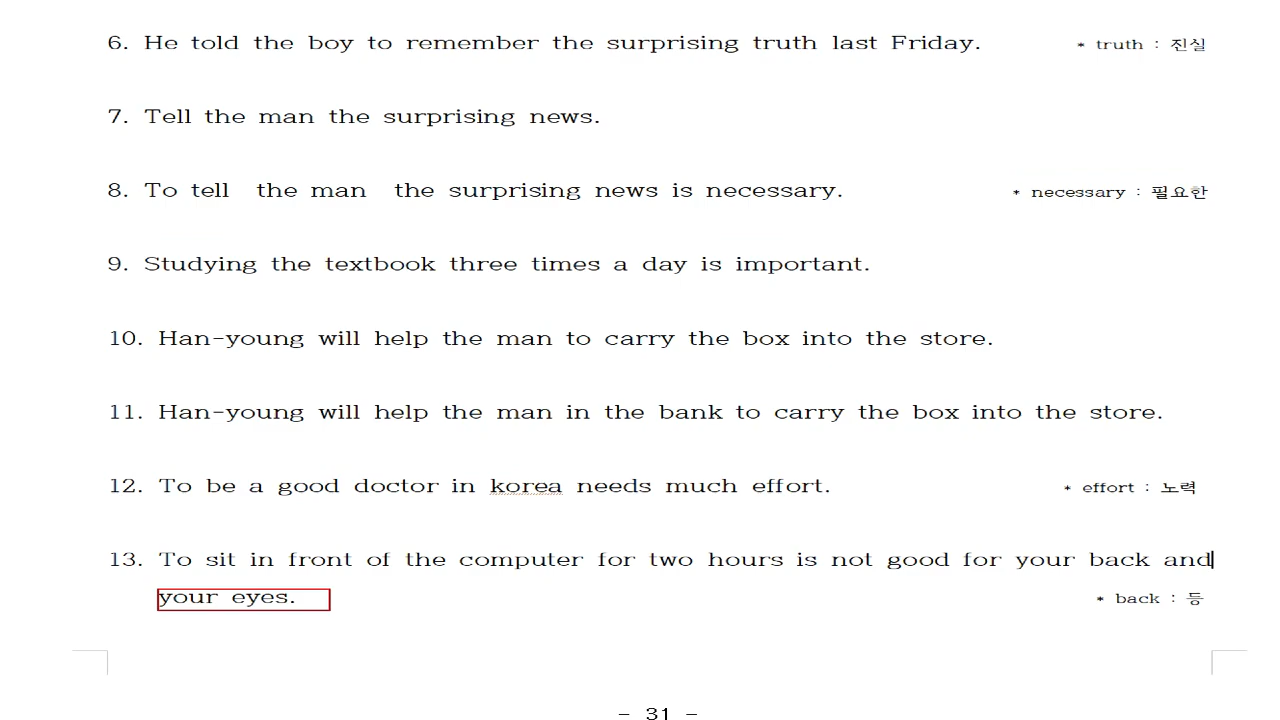 6. He told the boy to remember the surprising truth last Friday. * truth : 진실
7. Tell the man the surprising news.
8. To tell the man the surprising news is necessary. * necessary : 필요한
9. Studying the textbook three times a day is important.
10. Han-young will help the man to carry the box into the store.
11. Han-young will help the man in the bank to carry the box into the store.
12. To be a good doctor in korea needs much effort. * effort : 노력
13. To sit in front of the computer for two hours is not good for your back and
your eyes. * back : 등
- 31 -